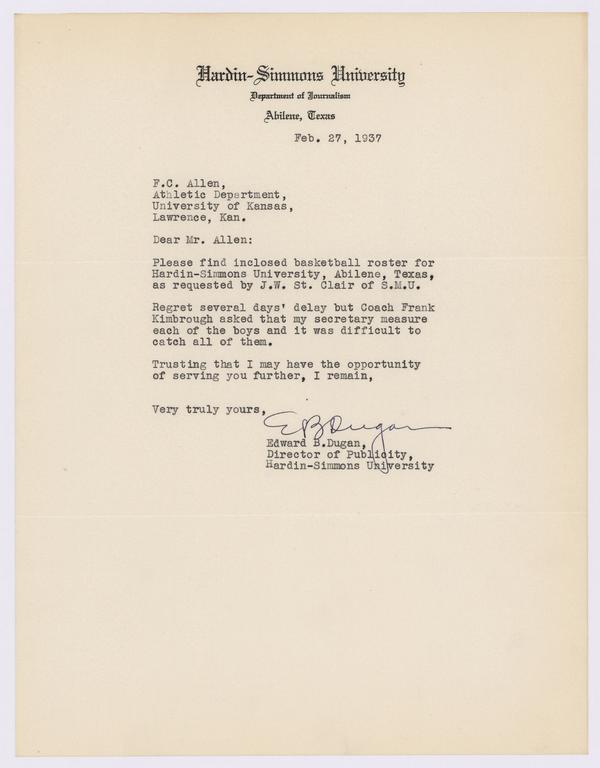 Hardin-Simmons University
Department of Journalism
Abilene, Texas
Feb. 27, 1937
F.C. Allen,
Athletic Department,
University of Kansas,
Lawrence, Kan.
Dear Mr. Allen:
Please find inclosed basketball roster for
Hardin-Simmons University, Abilene, Texas,
as requested by J.W. St. Clair of S.M.U.
Regret several days' delay but Coach Frank
Kimbrough asked that my secretary measure
each of the boys and it was difficult to
catch all of them.
Trusting that I may have the opportunity
of serving you further, I remain,
Very truly yours,
E B Dugan
Edward B.Dugan,
Director of Publicity,
Hardin-Simmons University